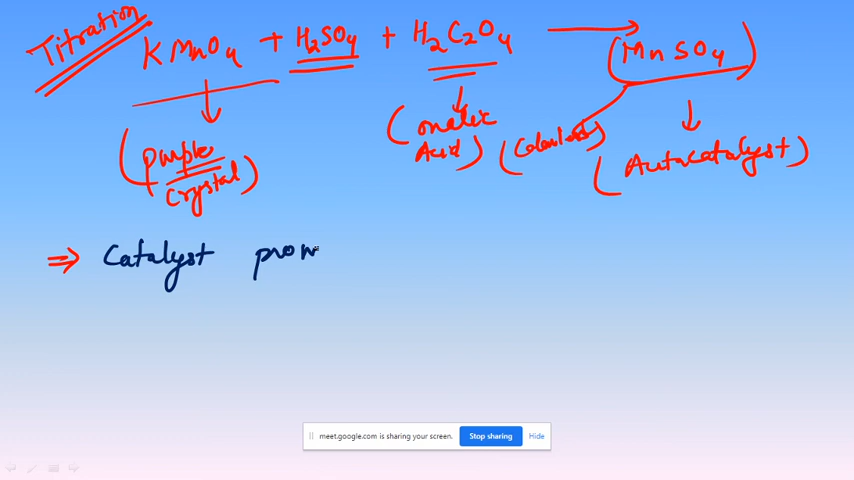 Titration
KMnO4 + H2SO4 + H2C2O4 → (MnSO4)
(purple Crystal)
(oxalic Acid)
(Colourless)
(Autocatalyst)
⇒ Catalyst prom
meet.google.com is sharing your screen. Stop sharing Hide